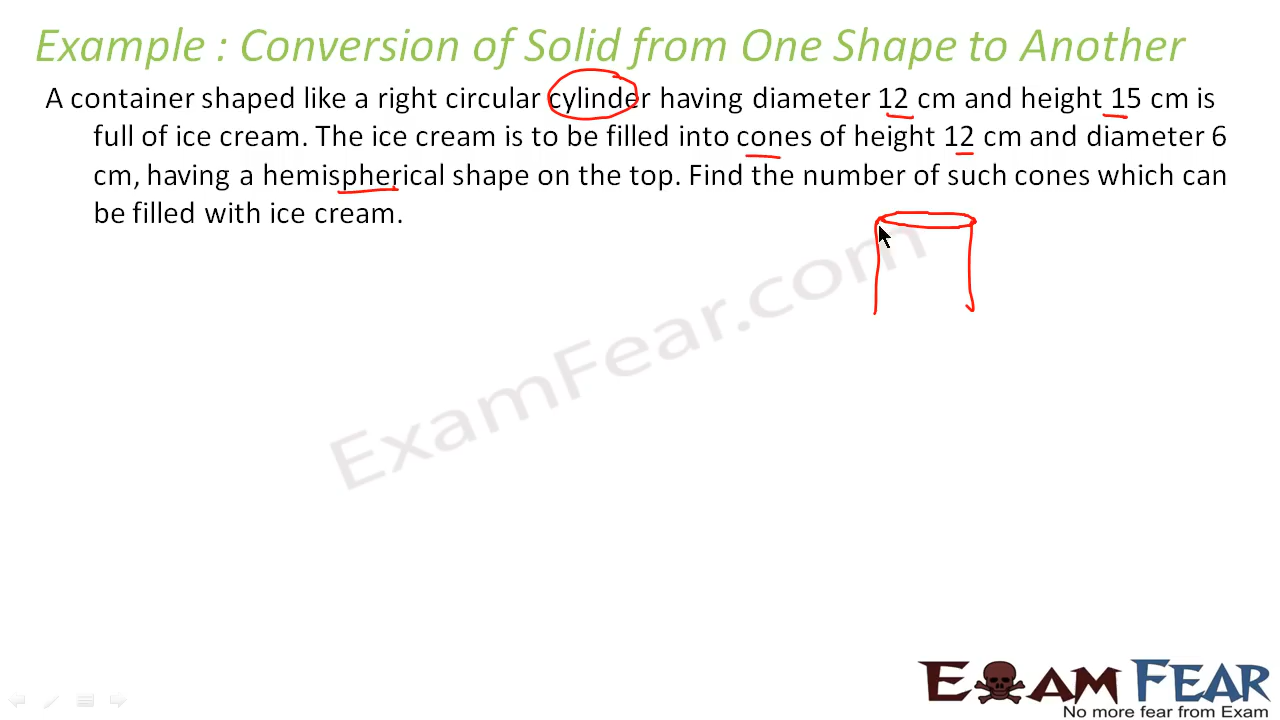 Example : Conversion of Solid from One Shape to Another
A container shaped like a right circular cylinder having diameter 12 cm and height 15 cm is
full of ice cream. The ice cream is to be filled into cones of height 12 cm and diameter 6
cm, having a hemispherical shape on the top. Find the number of such cones which can
be filled with ice cream.
ExamFear.com
EXAM FEAR
No more fear from Exam